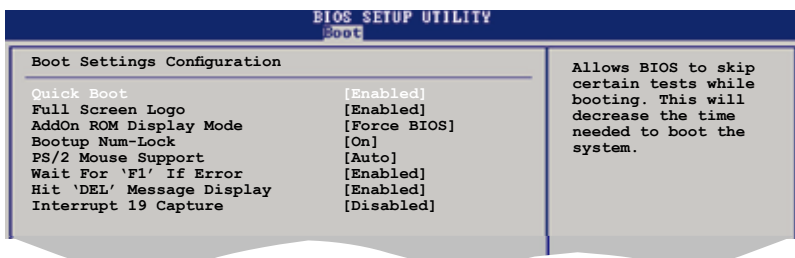 BIOS SETUP UTILITY
Boot
Boot Settings Configuration
Quick Boot [Enabled]
Full Screen Logo [Enabled]
AddOn ROM Display Mode [Force BIOS]
Bootup Num-Lock [On]
PS/2 Mouse Support [Auto]
Wait For ‘F1’ If Error [Enabled]
Hit ‘DEL’ Message Display [Enabled]
Interrupt 19 Capture [Disabled]
Allows BIOS to skip
certain tests while
booting. This will
decrease the time
needed to boot the
system.